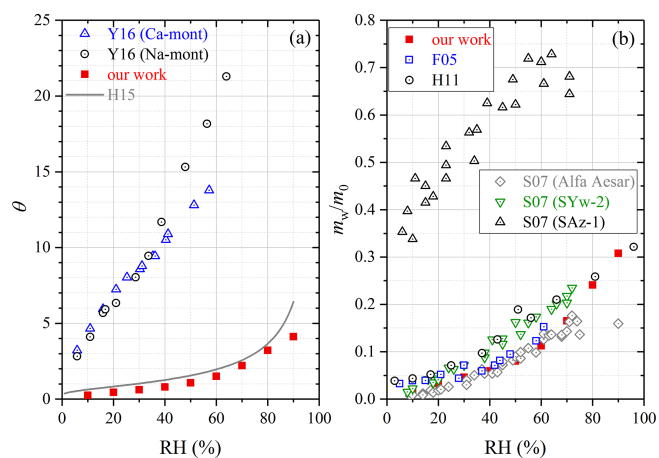 Y16 (Ca-mont)
Y16 (Na-mont)
our work
H15
(a)
25
20
15
10
5
0
θ
0 20 40 60 80 100
RH (%)
our work
F05
H11
(b)
S07 (Alfa Aesar)
S07 (SYw-2)
S07 (SAz-1)
0.8
0.7
0.6
0.5
0.4
0.3
0.2
0.1
0.0
mw/m0
0 20 40 60 80 100
RH (%)